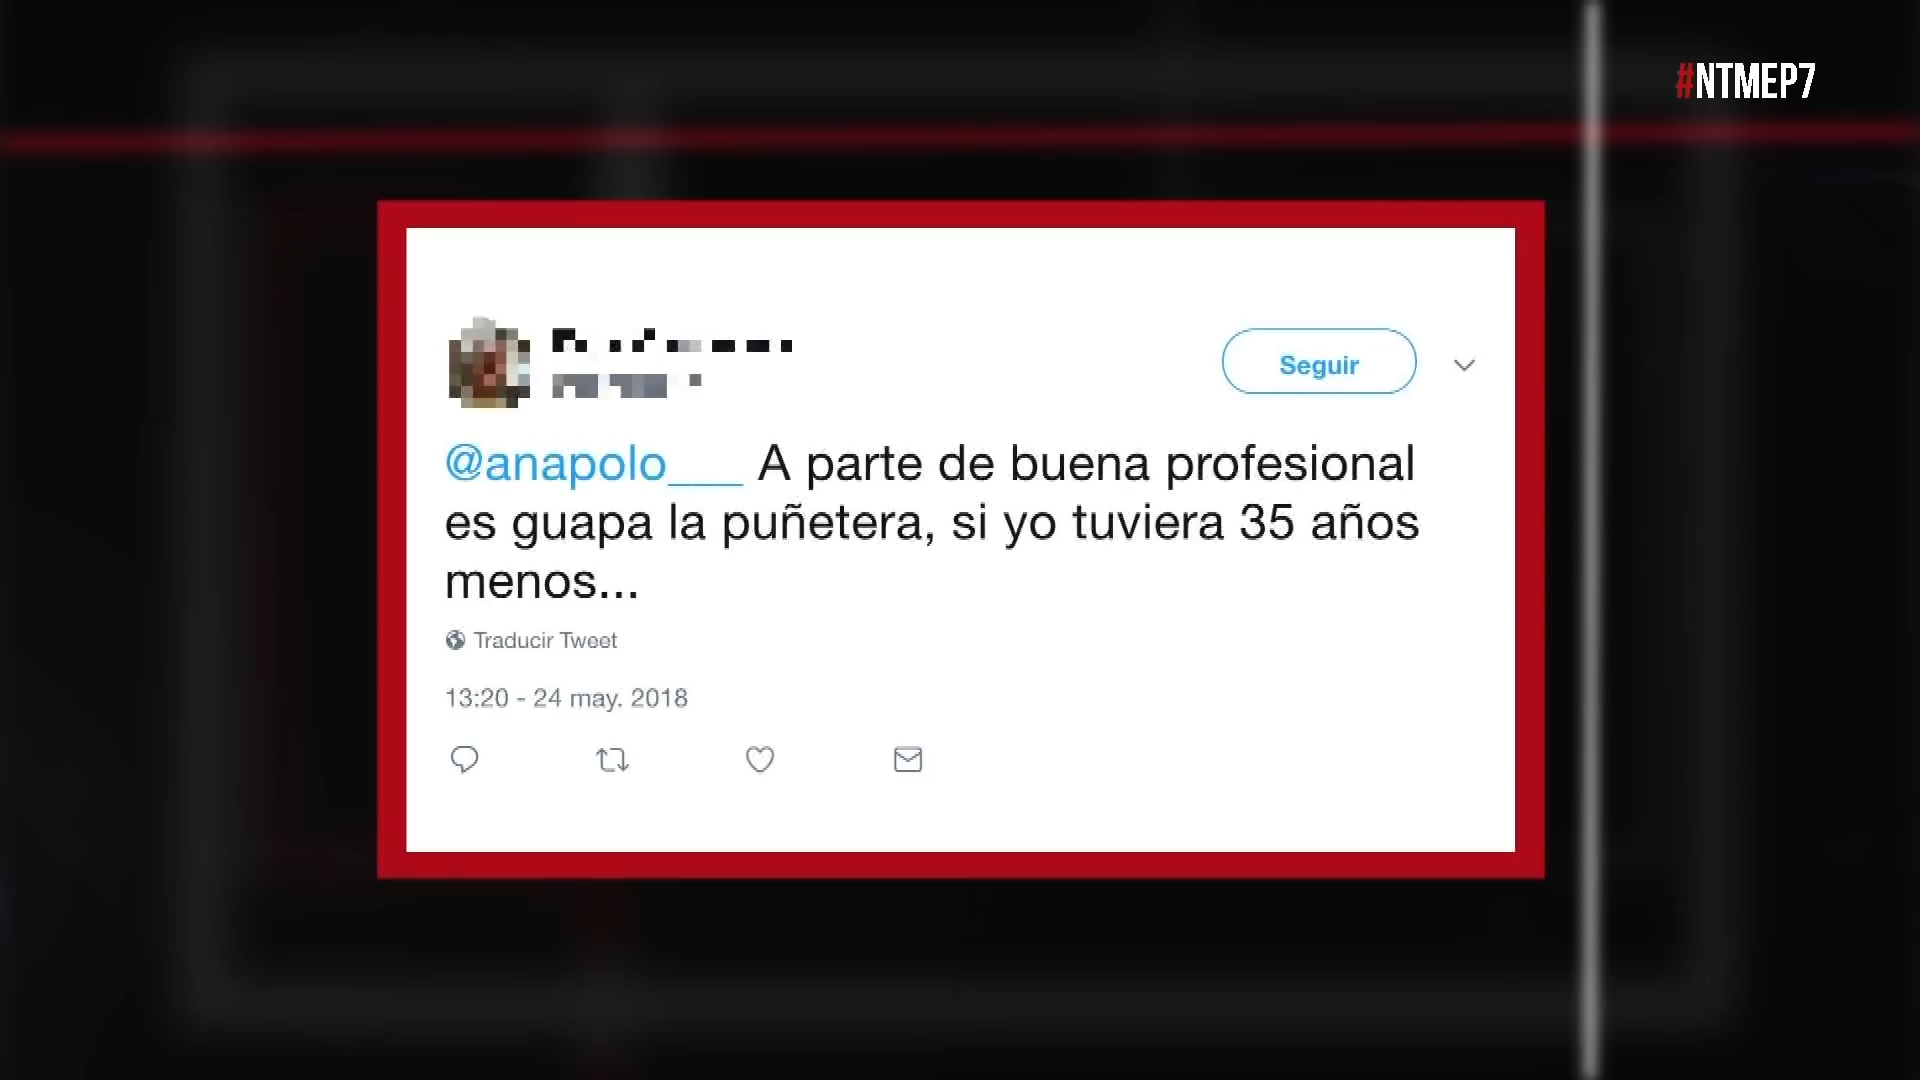 #NTMEP7
Seguir
@anapolo___ A parte de buena profesional
es guapa la puñetera, si yo tuviera 35 años
menos...
Traducir Tweet
13:20 - 24 may. 2018